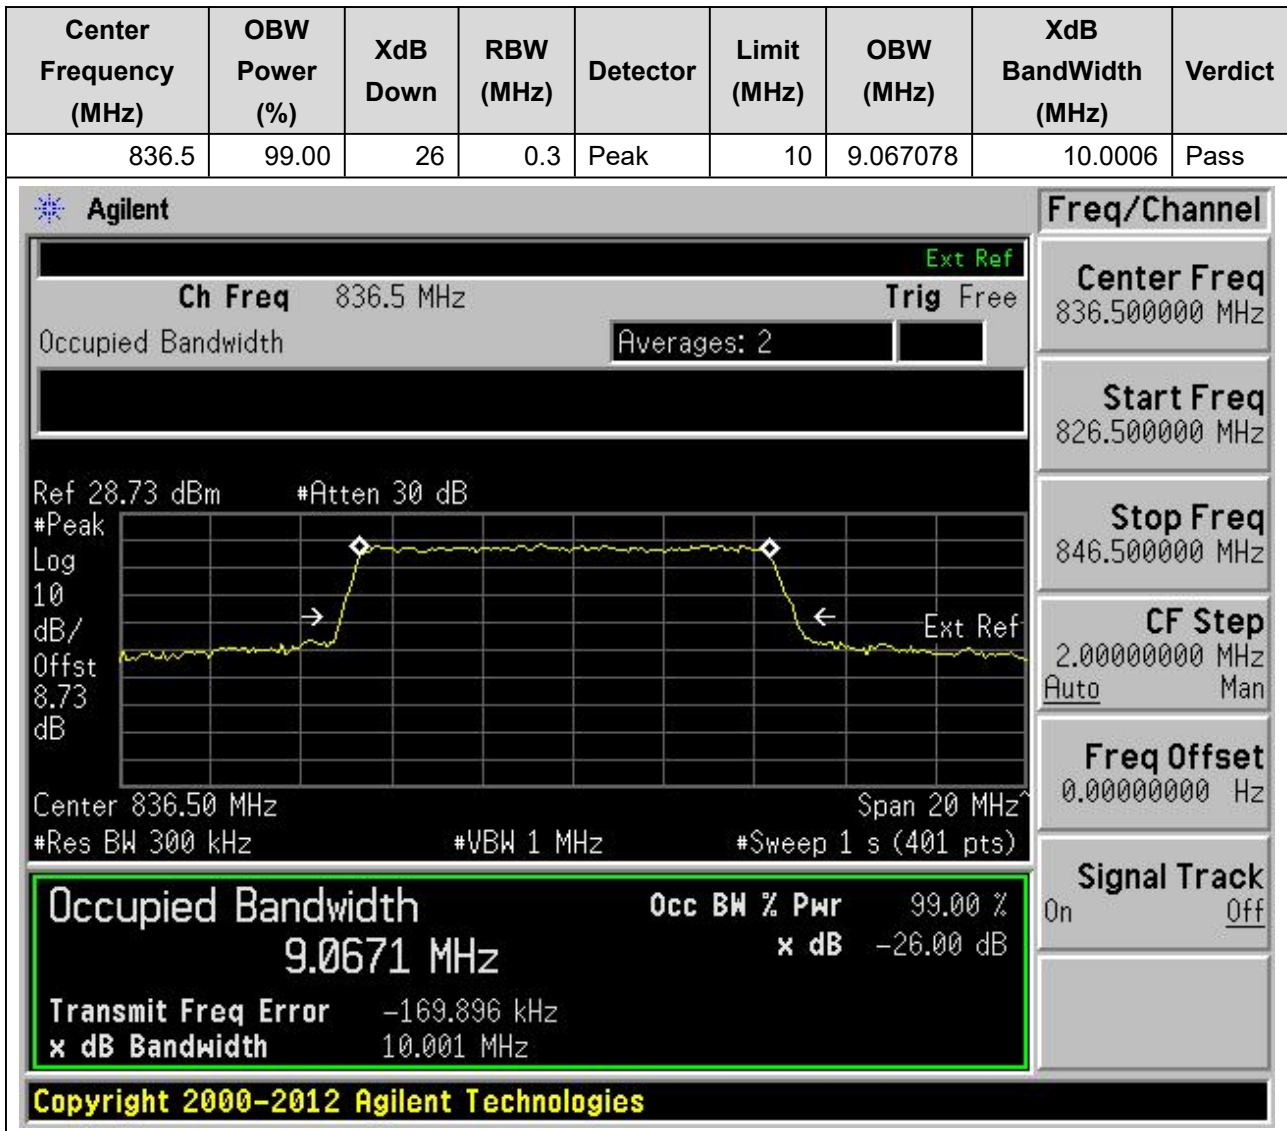 Center Frequency (MHz) OBW Power (%) XdB Down RBW (MHz) Detector Limit (MHz) OBW (MHz) XdB BandWidth (MHz) Verdict
836.5 99.00 26 0.3 Peak 10 9.067078 10.0006 Pass
Agilent Freq/Channel
Ext Ref
Ch Freq 836.5 MHz Trig Free
Occupied Bandwidth Averages: 2
Center Freq
836.500000 MHz
Start Freq
826.500000 MHz
Ref 28.73 dBm #Atten 30 dB
#Peak
Log
10
dB/
Offst
8.73
dB
Ext Ref
Stop Freq
846.500000 MHz
CF Step
2.00000000 MHz
Auto Man
Freq Offset
0.00000000 Hz
Center 836.50 MHz Span 20 MHz^
#Res BW 300 kHz #VBW 1 MHz #Sweep 1 s (401 pts)
Signal Track
On Off
Occupied Bandwidth Occ BW % Pwr 99.00 %
9.0671 MHz x dB -26.00 dB
Transmit Freq Error -169.896 kHz
x dB Bandwidth 10.001 MHz
Copyright 2000-2012 Agilent Technologies